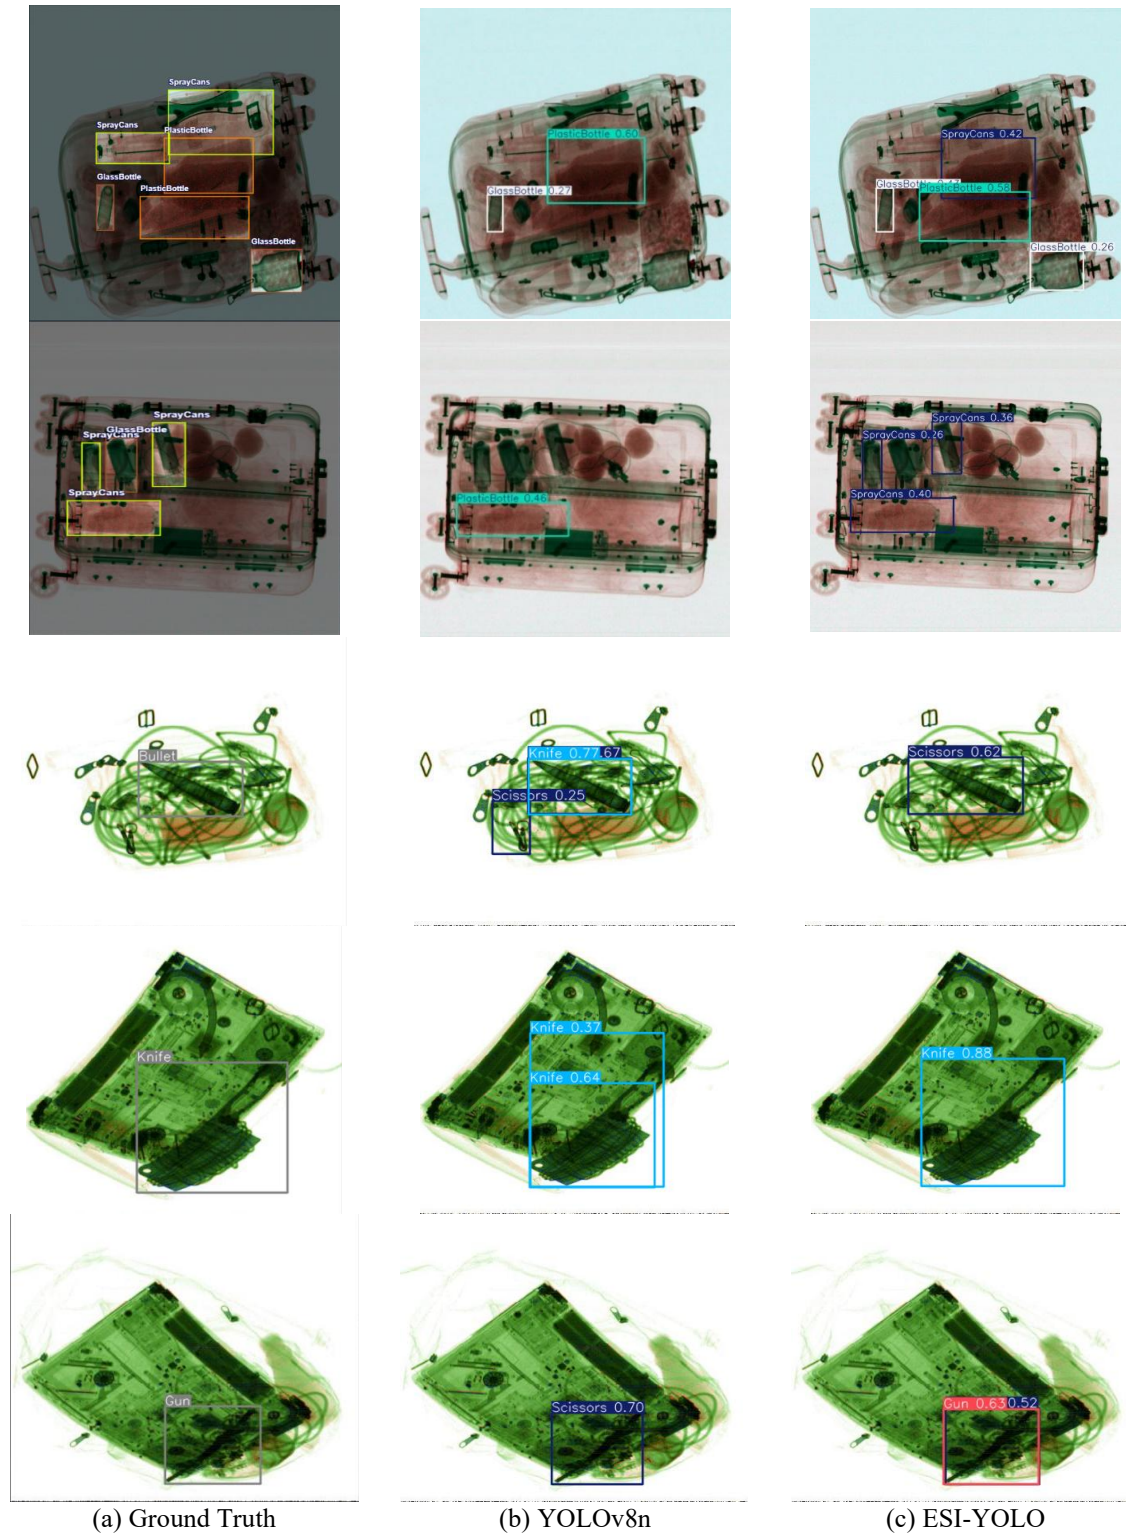 SprayCans
SprayCans
PlasticBottle
GlassBottle
PlasticBottle
GlassBottle
PlasticBottle 0.60
GlassBottle 0.27
SprayCans 0.42
GlassBottle
PlasticBottle 0.58
GlassBottle 0.26
SprayCans
GlassBottle
SprayCans
SprayCans
PlasticBottle 0.46
SprayCans 0.36
SprayCans 0.26
SprayCans 0.40
Bullet
Knife 0.77 .67
Scissors 0.25
Scissors 0.62
Knife
Knife 0.37
Knife 0.64
Knife 0.88
Gun
Scissors 0.70
Gun 0.63 0.52
(a) Ground Truth
(b) YOLOv8n
(c) ESI-YOLO